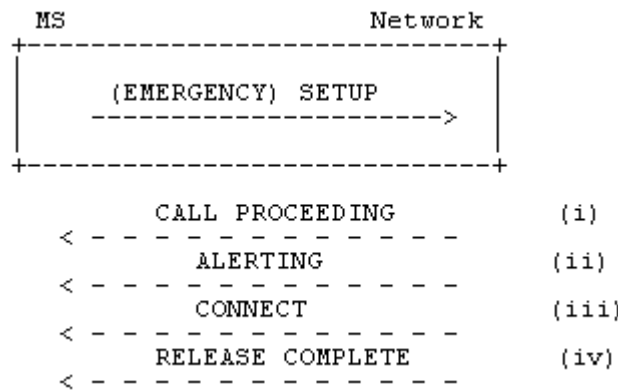 MS Network
(EMERGENCY) SETUP
CALL PROCEEDING (i)
ALERTING (ii)
CONNECT (iii)
RELEASE COMPLETE (iv)